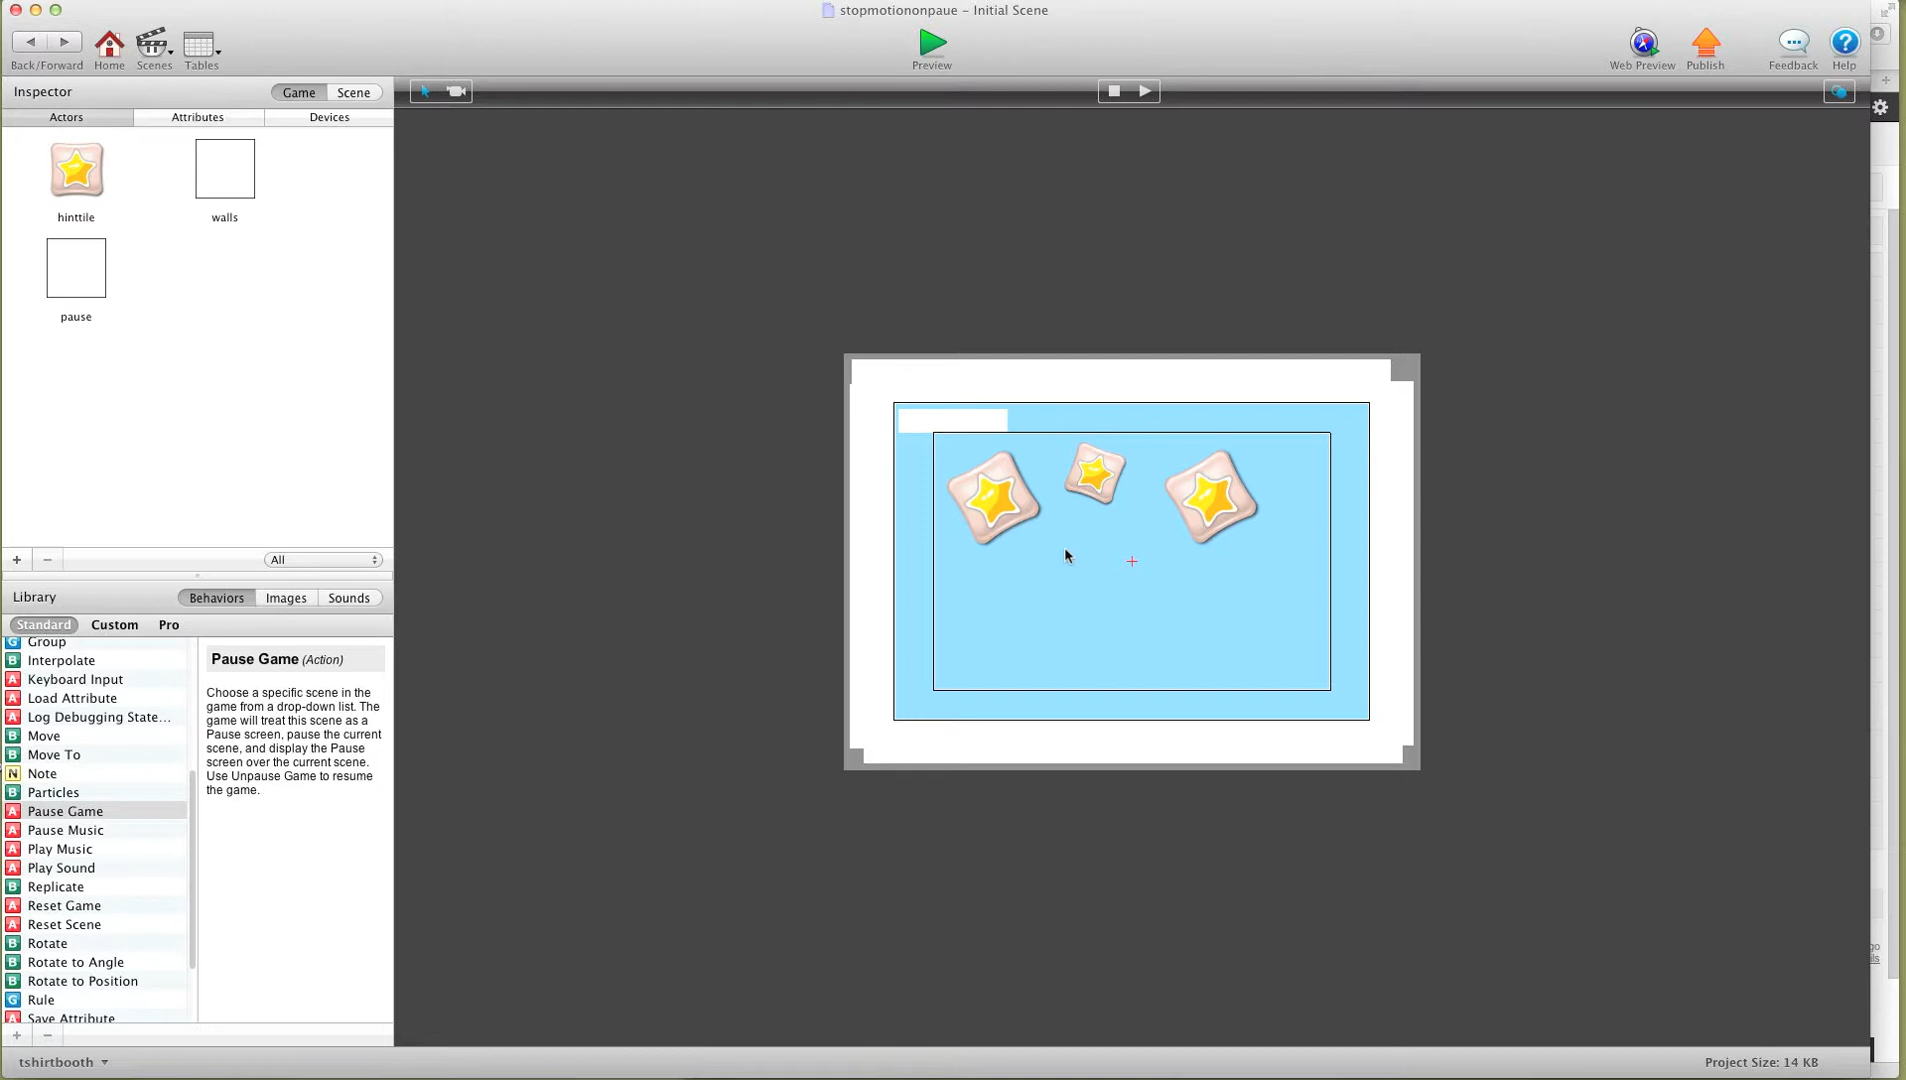 stopmotiononpaue – Initial Scene
Back/Forward
Home
Scenes
Tables
Preview
Web Preview
Publish
Feedback
Help
Inspector
Game
Scene
Actors
Attributes
Devices
hinttile
walls
pause
All
Library
Behaviors
Images
Sounds
Standard
Custom
Pro
G Group
B Interpolate
A Keyboard Input
A Load Attribute
A Log Debugging State...
B Move
B Move To
N Note
B Particles
A Pause Game
A Pause Music
A Play Music
A Play Sound
B Replicate
A Reset Game
A Reset Scene
B Rotate
B Rotate to Angle
B Rotate to Position
G Rule
A Save Attribute
Pause Game (Action)
Choose a specific scene in the
game from a drop-down list. The
game will treat this scene as a
Pause screen, pause the current
scene, and display the Pause
screen over the current scene.
Use Unpause Game to resume
the game.
tshirtbooth
Project Size: 14 KB